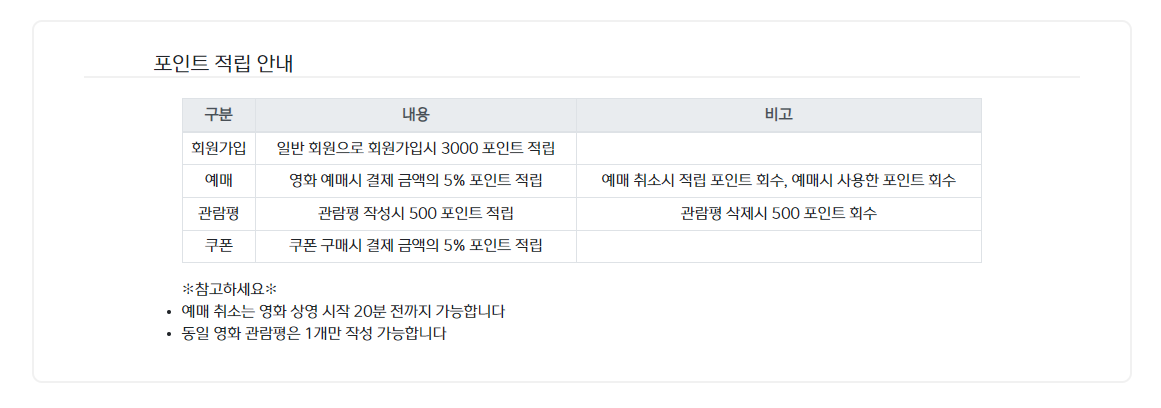 포인트 적립 안내
구분 내용 비고
회원가입 일반 회원으로 회원가입시 3000 포인트 적립
예매 영화 예매시 결제 금액의 5% 포인트 적립 예매 취소시 적립 포인트 회수, 예매시 사용한 포인트 회수
관람평 관람평 작성시 500 포인트 적립 관람평 삭제시 500 포인트 회수
쿠폰 쿠폰 구매시 결제 금액의 5% 포인트 적립
※참고하세요※
• 예매 취소는 영화 상영 시작 20분 전까지 가능합니다
• 동일 영화 관람평은 1개만 작성 가능합니다